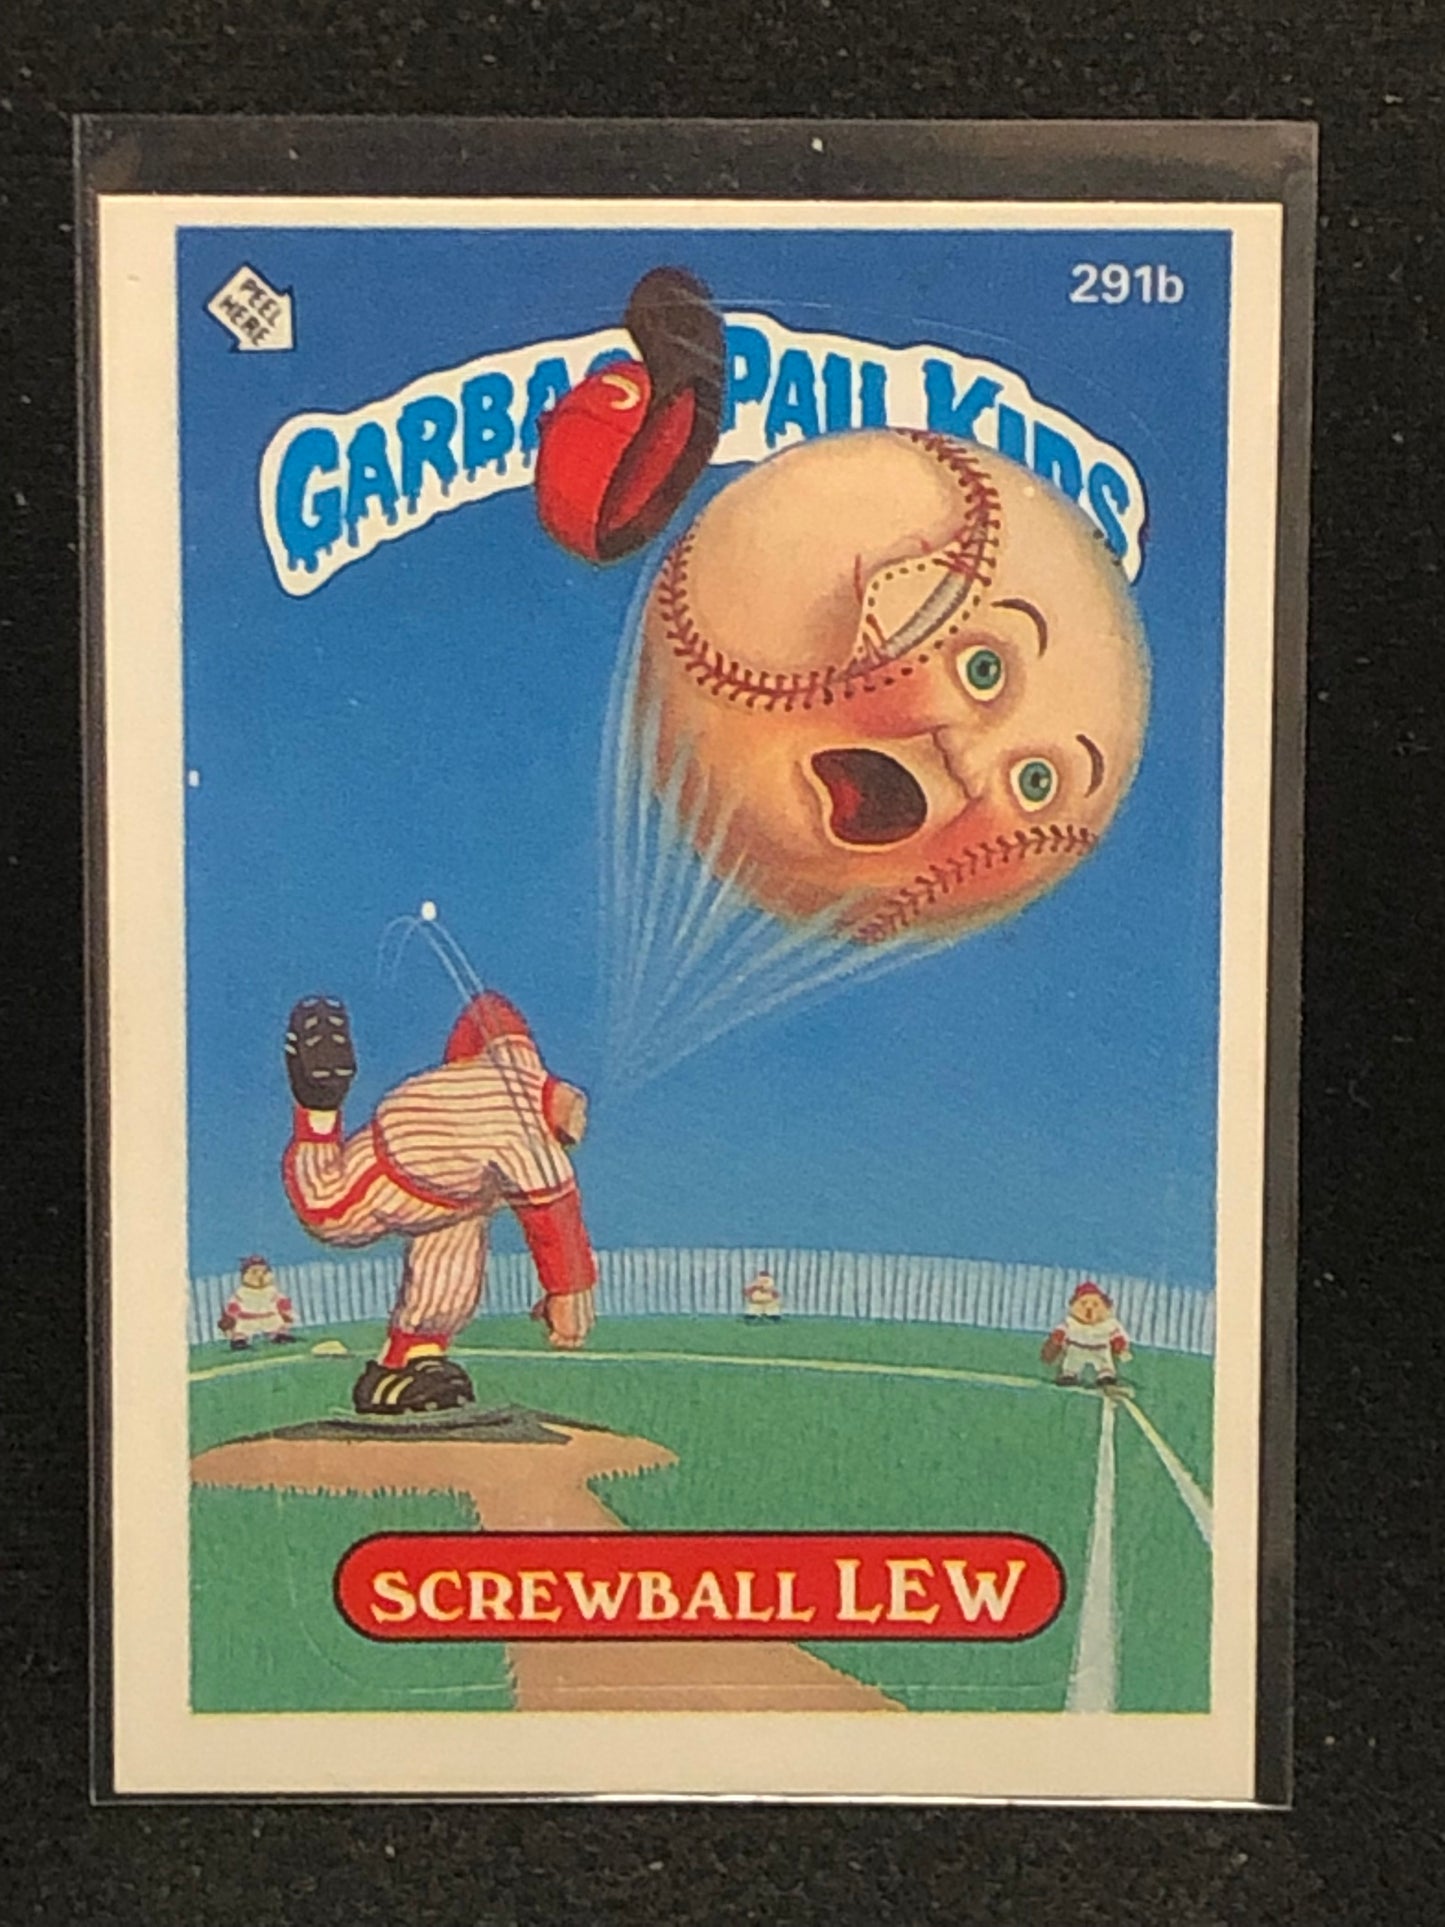 PEEL
HERE
291b
GARBAGE PAIL KIDS
SCREWBALL LEW